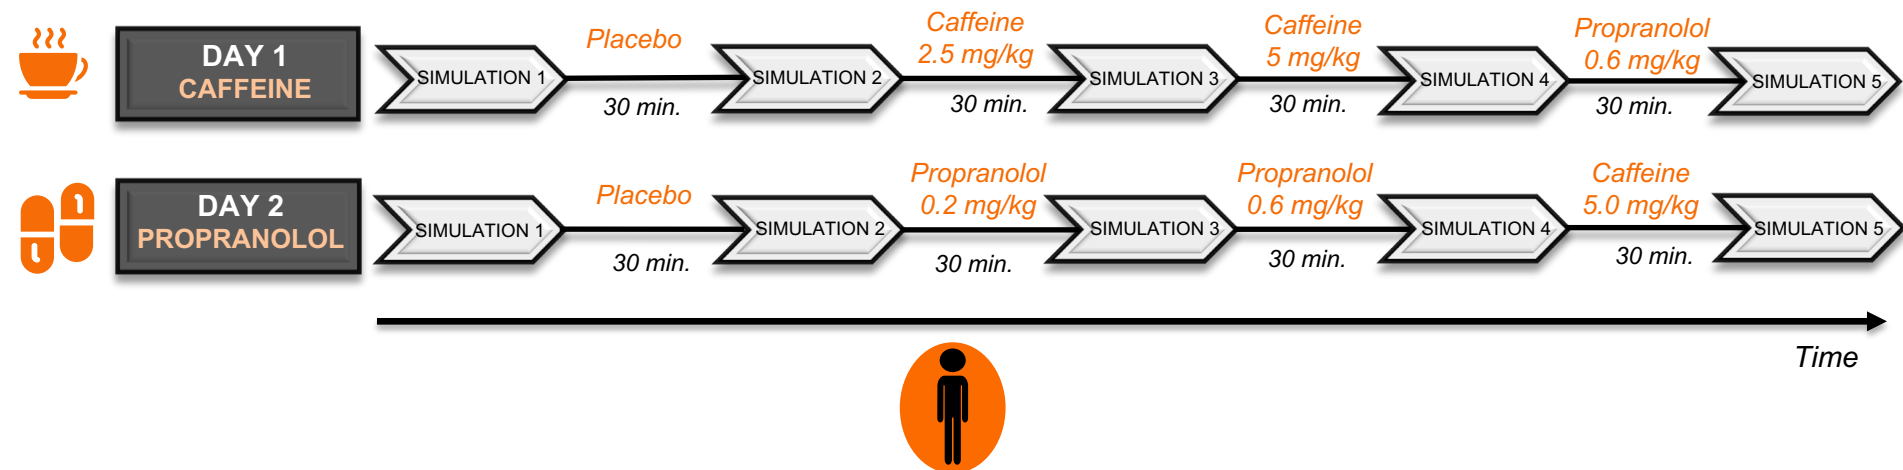 DAY 1
CAFFEINE
SIMULATION 1
Placebo
30 min.
SIMULATION 2
Caffeine
2.5 mg/kg
30 min.
SIMULATION 3
Caffeine
5 mg/kg
30 min.
SIMULATION 4
Propranolol
0.6 mg/kg
30 min.
SIMULATION 5
DAY 2
PROPRANOLOL
SIMULATION 1
Placebo
30 min.
SIMULATION 2
Propranolol
0.2 mg/kg
30 min.
SIMULATION 3
Propranolol
0.6 mg/kg
30 min.
SIMULATION 4
Caffeine
5.0 mg/kg
30 min.
SIMULATION 5
Time